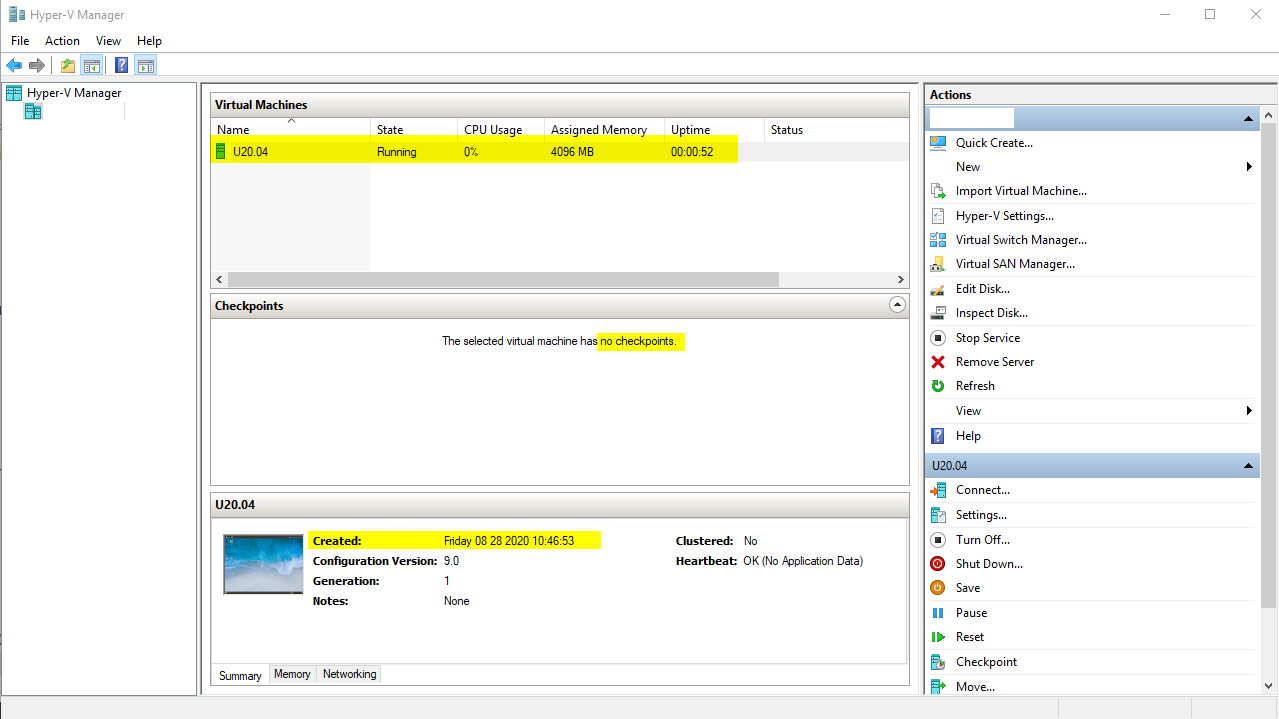 Hyper-V Manager
File Action View Help
Hyper-V Manager
Virtual Machines
Name State CPU Usage Assigned Memory Uptime Status
U20.04 Running 0% 4096 MB 00:00:52
Checkpoints
The selected virtual machine has no checkpoints.
U20.04
Created: Friday 08 28 2020 10:46:53
Configuration Version: 9.0
Generation: 1
Notes: None
Clustered: No
Heartbeat: OK (No Application Data)
Summary Memory Networking
Actions
Quick Create...
New
Import Virtual Machine...
Hyper-V Settings...
Virtual Switch Manager...
Virtual SAN Manager...
Edit Disk...
Inspect Disk...
Stop Service
Remove Server
Refresh
View
Help
U20.04
Connect...
Settings...
Turn Off...
Shut Down...
Save
Pause
Reset
Checkpoint
Move...